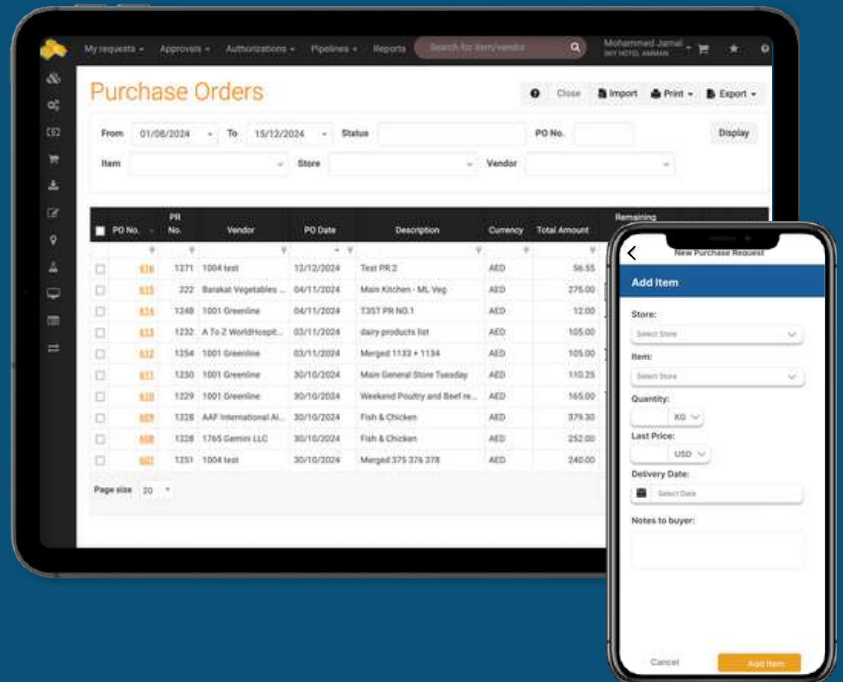 My requests Approvals Authorizations Pipelines Reports Search for item/vendor Mohammed Jamal
SKY HOTEL AMMAN
Purchase Orders
Close Import Print Export
From 01/08/2024 To 15/12/2024 Status PO No. Display
Item Store Vendor
PO No. PR No. Vendor PO Date Description Currency Total Amount Remaining
616 1271 1004 test 12/12/2024 Test PR 2 AED 56.55
615 322 Barakat Vegetables ... 04/11/2024 Main Kitchen - ML Veg AED 275.00
614 1248 1001 Greenline 04/11/2024 T3ST PR NO.1 AED 12.00
613 1232 A To Z WorldHospit... 03/11/2024 dairy products list AED 105.00
612 1254 1001 Greenline 03/11/2024 Merged 1133 + 1134 AED 105.00
611 1230 1001 Greenline 30/10/2024 Main General Store Tuesday AED 110.25
610 1229 1001 Greenline 30/10/2024 Weekend Poultry and Beef re... AED 165.00
609 1228 AAF International Al... 30/10/2024 Fish & Chicken AED 379.30
608 1228 1765 Gemini LLC 30/10/2024 Fish & Chicken AED 252.00
607 1251 1004 test 30/10/2024 Merged 375 376 378 AED 240.00
Page size 20
New Purchase Request
Add Item
Store:
Select Store
Item:
Select Store
Quantity:
KG
Last Price:
USD
Delivery Date:
Select Date
Notes to buyer:
Cancel Add Item